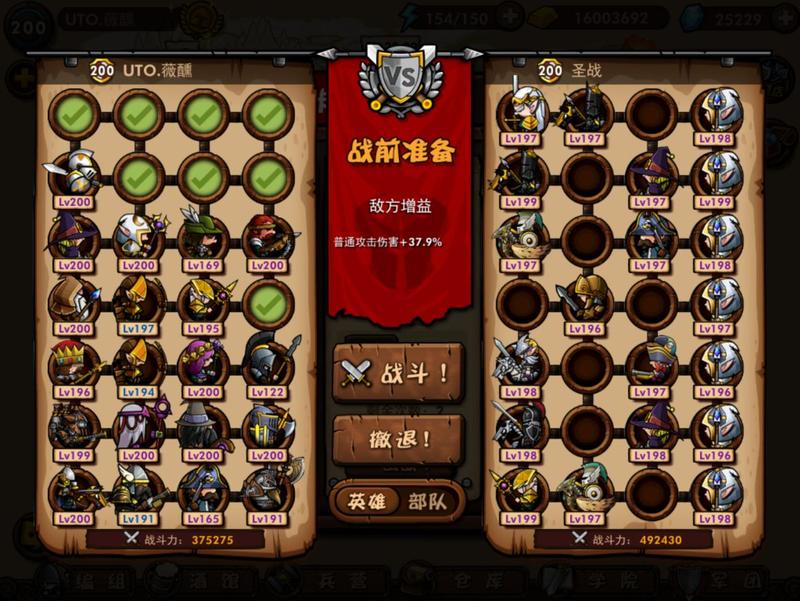 200
UTO.薇醺
154/150
16003692
25229
200 UTO.薇醺
VS
200 圣战
战前准备
敌方增益
普通攻击伤害+37.9%
Lv197 Lv197 Lv198
Lv200
Lv199 Lv197 Lv199
Lv200 Lv200 Lv169 Lv200
Lv197 Lv197 Lv198
Lv200 Lv197 Lv195
Lv196 Lv197
战斗！
Lv196 Lv194 Lv200 Lv122
Lv198 Lv197 Lv196
撤退！
Lv199 Lv200 Lv200 Lv200
Lv198 Lv198 Lv196
英雄 部队
Lv200 Lv191 Lv165 Lv191
Lv199 Lv197 Lv198
战斗力： 375275
战斗力： 492430
编组 酒馆 兵营 仓库 学院 军团